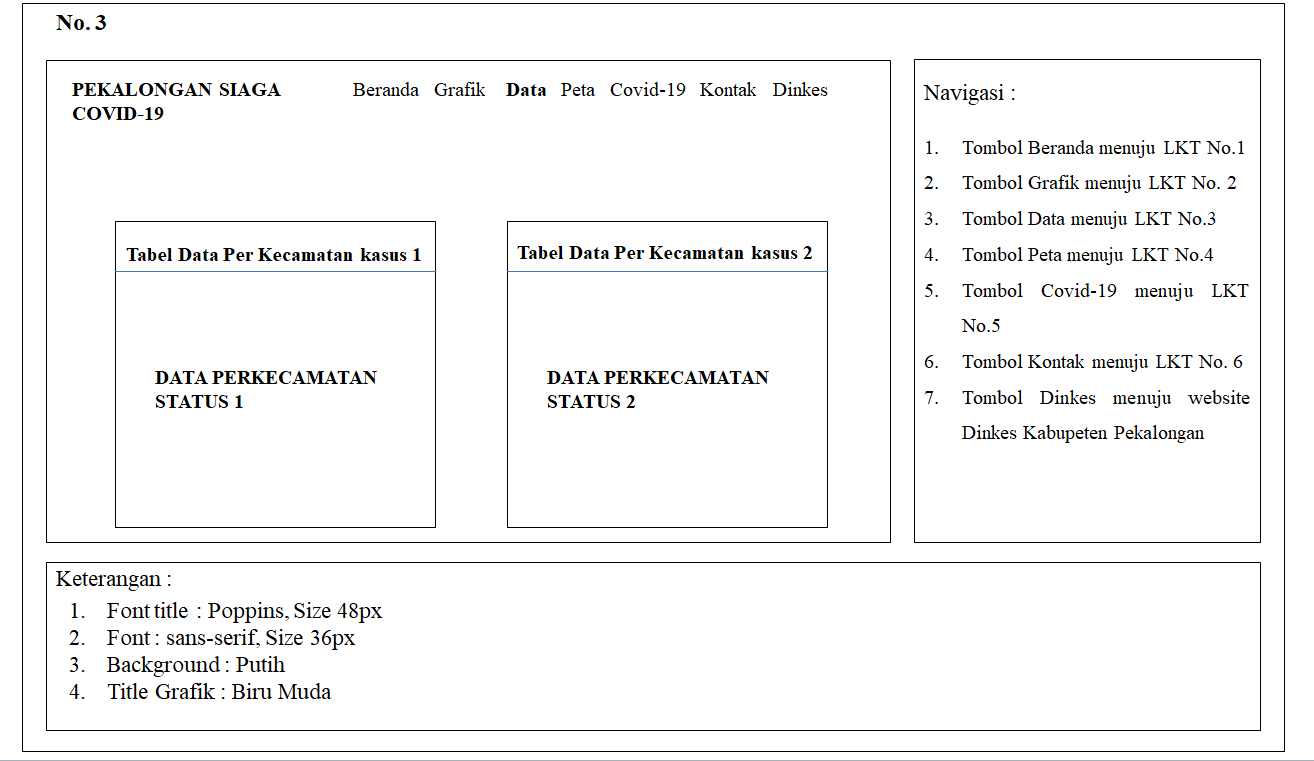 No. 3
PEKALONGAN SIAGA
COVID-19
Beranda Grafik Data Peta Covid-19 Kontak Dinkes
Tabel Data Per Kecamatan kasus 1
DATA PERKECAMATAN
STATUS 1
Tabel Data Per Kecamatan kasus 2
DATA PERKECAMATAN
STATUS 2
Navigasi :
1. Tombol Beranda menuju LKT No.1
2. Tombol Grafik menuju LKT No. 2
3. Tombol Data menuju LKT No.3
4. Tombol Peta menuju LKT No.4
5. Tombol Covid-19 menuju LKT
No.5
6. Tombol Kontak menuju LKT No. 6
7. Tombol Dinkes menuju website
Dinkes Kabupeten Pekalongan
Keterangan :
1. Font title : Poppins, Size 48px
2. Font : sans-serif, Size 36px
3. Background : Putih
4. Title Grafik : Biru Muda